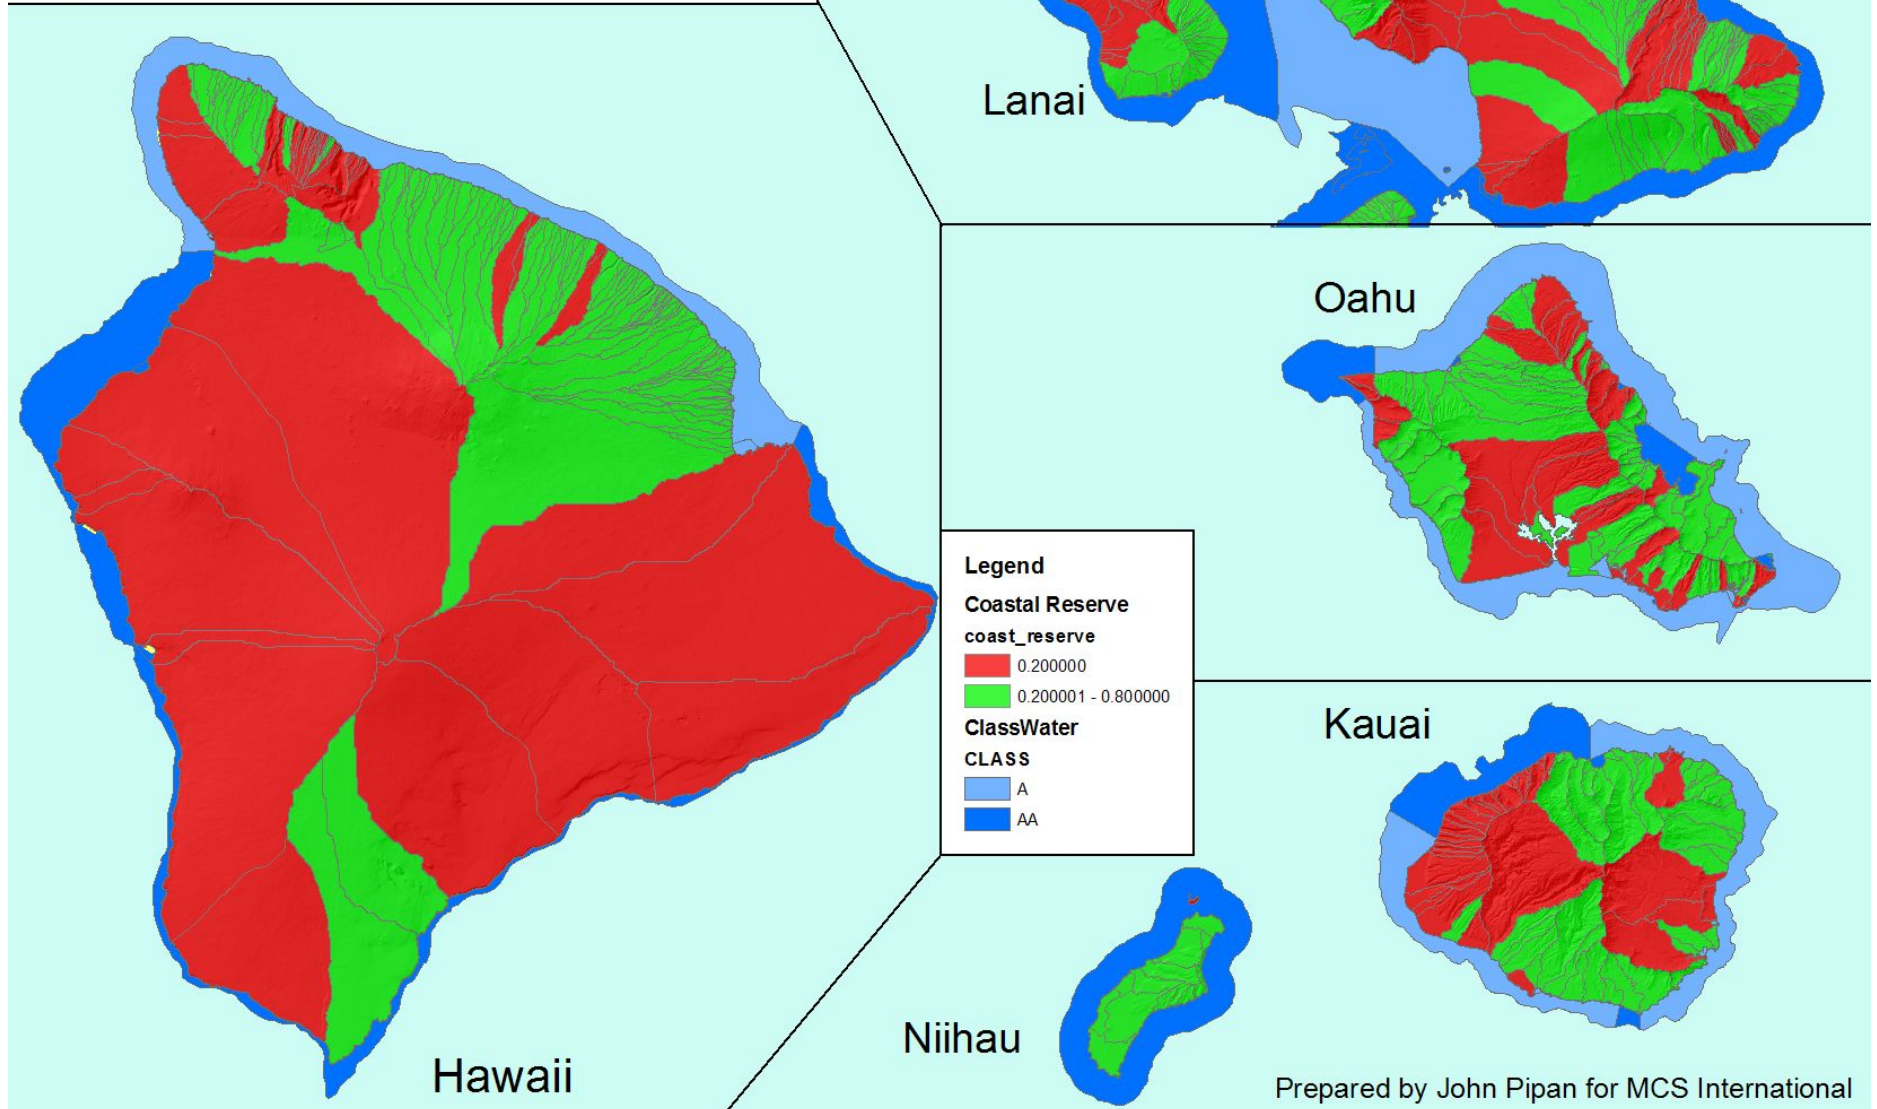 Lanai
Oahu
Legend
Coastal Reserve
coast_reserve
0.200000
0.200001 - 0.800000
ClassWater
CLASS
A
AA
Kauai
Niihau
Hawaii
Prepared by John Pipan for MCS International